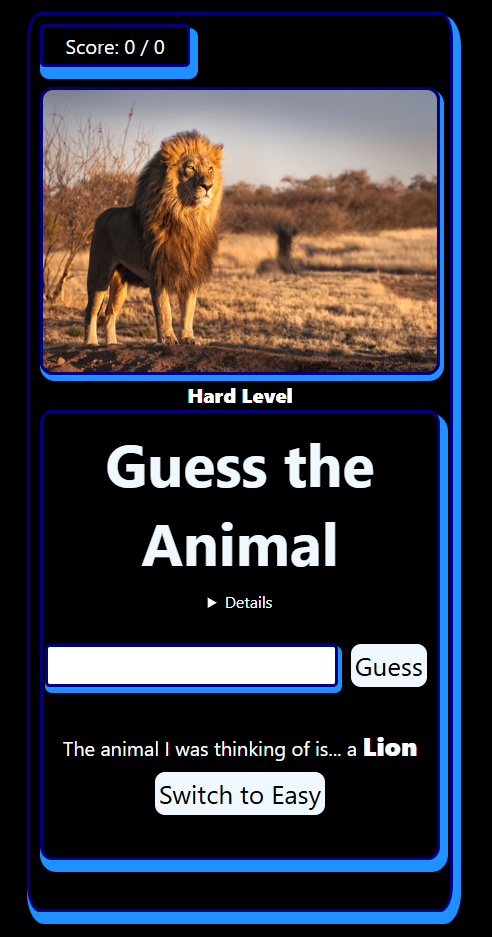 Score: 0 / 0
Hard Level
Guess the
Animal
▶ Details
Guess
The animal I was thinking of is... a Lion
Switch to Easy